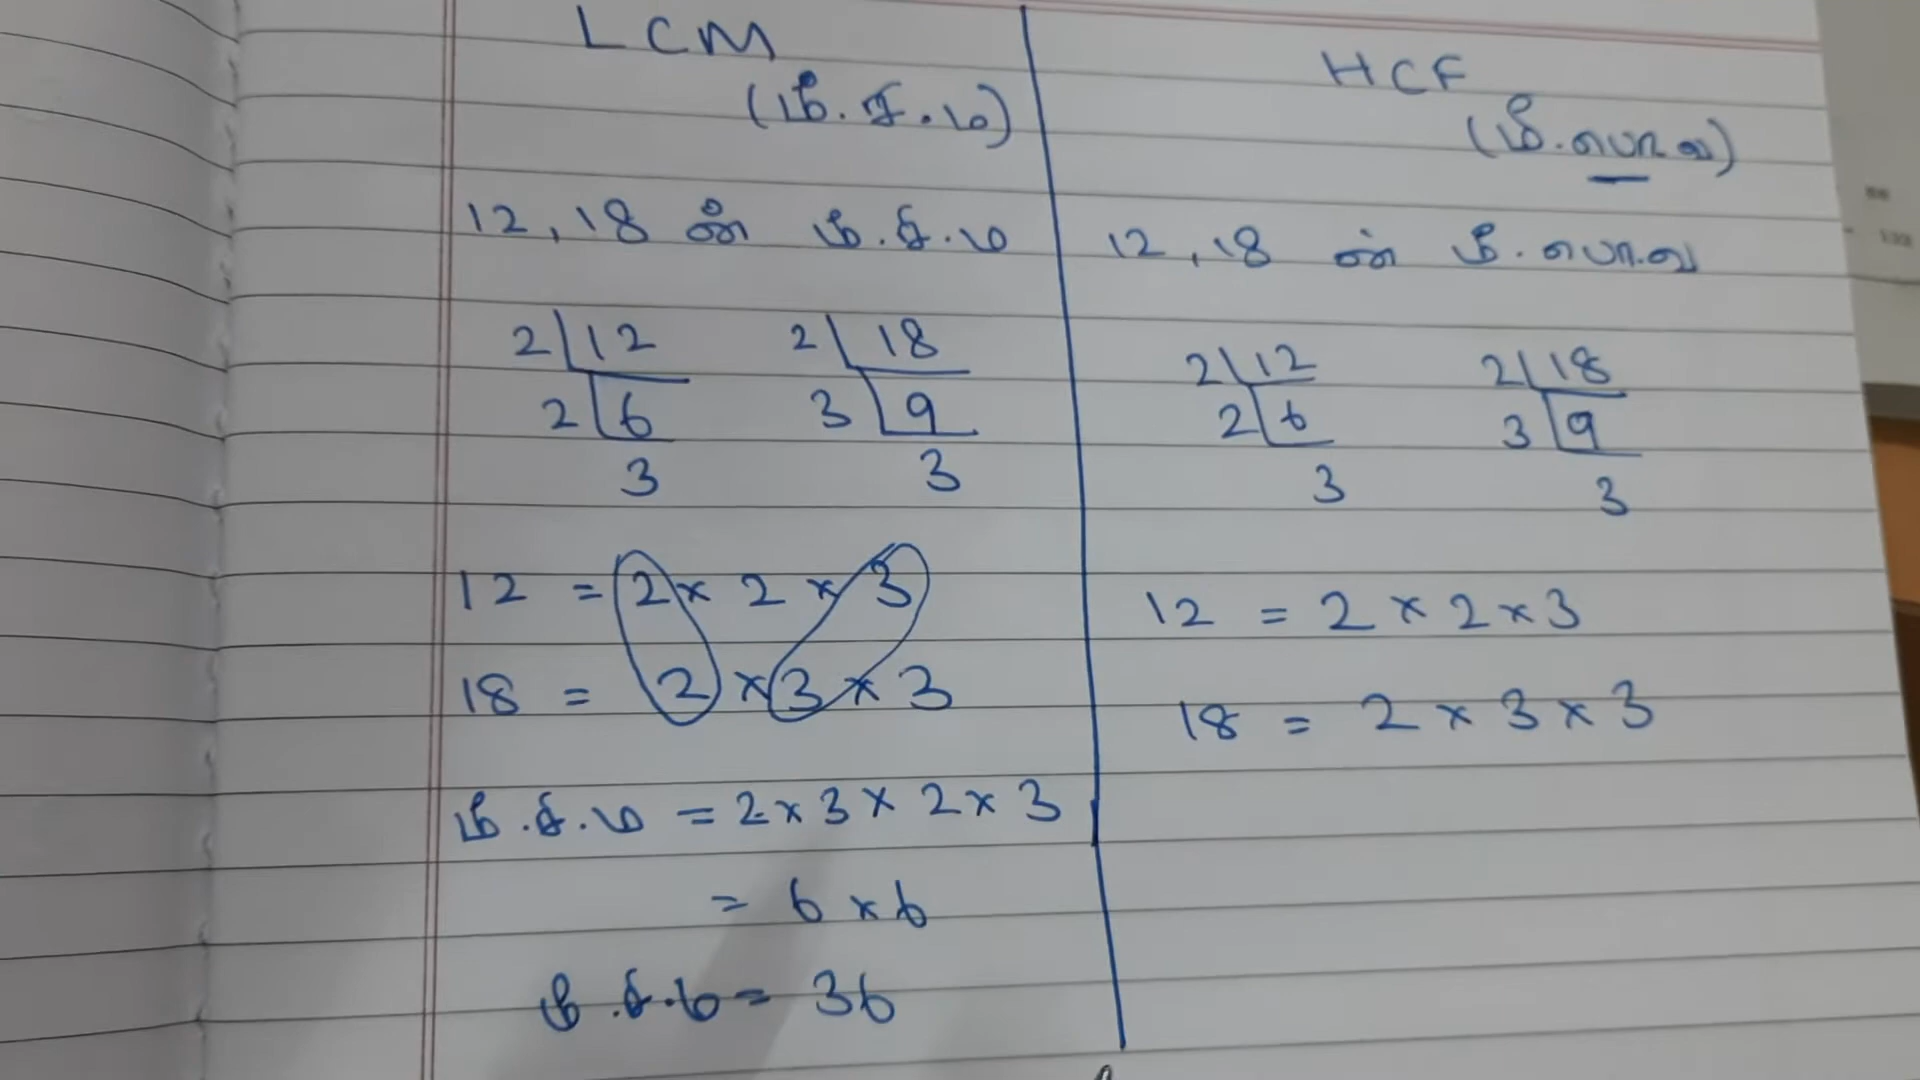 LCM
(மீ.சி.ம)
12, 18 ன் மீ.சி.ம
2 12
2 6
3
2 18
3 9
3
12 = 2 × 2 × 3
18 = 2 × 3 × 3
மீ.சி.ம = 2 × 3 × 2 × 3
= 6 × 6
மீ.சி.ம = 36
HCF
(மீ.பொ.வ)
12, 18 ன் மீ.பொ.வ
2 12
2 6
3
2 18
3 9
3
12 = 2 × 2 × 3
18 = 2 × 3 × 3